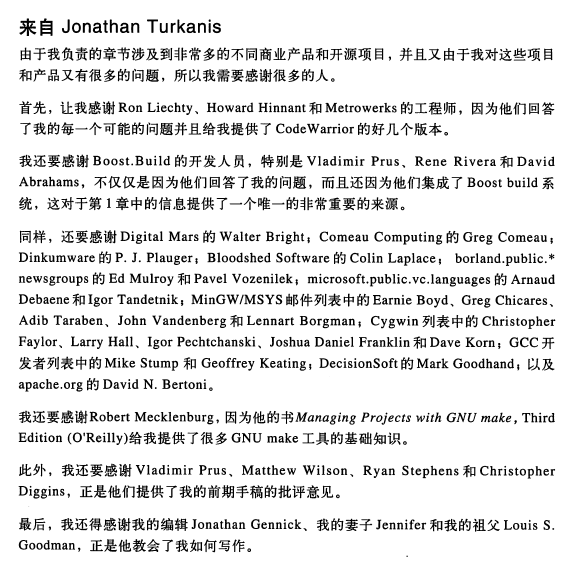 来自 Jonathan Turkanis
由于我负责的章节涉及到非常多的不同商业产品和开源项目，并且又由于我对这些项目
和产品又有很多的问题，所以我需要感谢很多的人。
首先，让我感谢Ron Liechty、Howard Hinnant和Metrowerks的工程师，因为他们回答
了我的每一个可能的问题并且给我提供了CodeWarrior的好几个版本。
我还要感谢Boost.Build的开发人员，特别是Vladimir Prus、Rene Rivera和David
Abrahams，不仅仅是因为他们回答了我的问题，而且还因为他们集成了Boost build系
统，这对于第1章中的信息提供了一个唯一的非常重要的来源。
同样，还要感谢Digital Mars的Walter Bright；Comeau Computing的Greg Comeau；
Dinkumware的P. J. Plauger；Bloodshed Software的Colin Laplace； borland.public.*
newsgroups的Ed Mulroy和Pavel Vozenilek；microsoft.public.vc.languages的Arnaud
Debaene和Igor Tandetnik；MinGW/MSYS邮件列表中的Earnie Boyd、Greg Chicares、
Adib Taraben、John Vandenberg和Lennart Borgman；Cygwin列表中的Christopher
Faylor、Larry Hall、Igor Pechtchanski、Joshua Daniel Franklin和Dave Korn；GCC开
发者列表中的Mike Stump 和 Geoffrey Keating；DecisionSoft的Mark Goodhand；以及
apache.org的David N. Bertoni。
我还要感谢Robert Mecklenburg，因为他的书Managing Projects with GNU make，Third
Edition (O'Reilly)给我提供了很多GNU make工具的基础知识。
此外，我还要感谢Vladimir Prus、Matthew Wilson、Ryan Stephens和Christopher
Diggins，正是他们提供了我的前期手稿的批评意见。
最后，我还得感谢我的编辑Jonathan Gennick、我的妻子Jennifer和我的祖父Louis S.
Goodman，正是他教会了我如何写作。